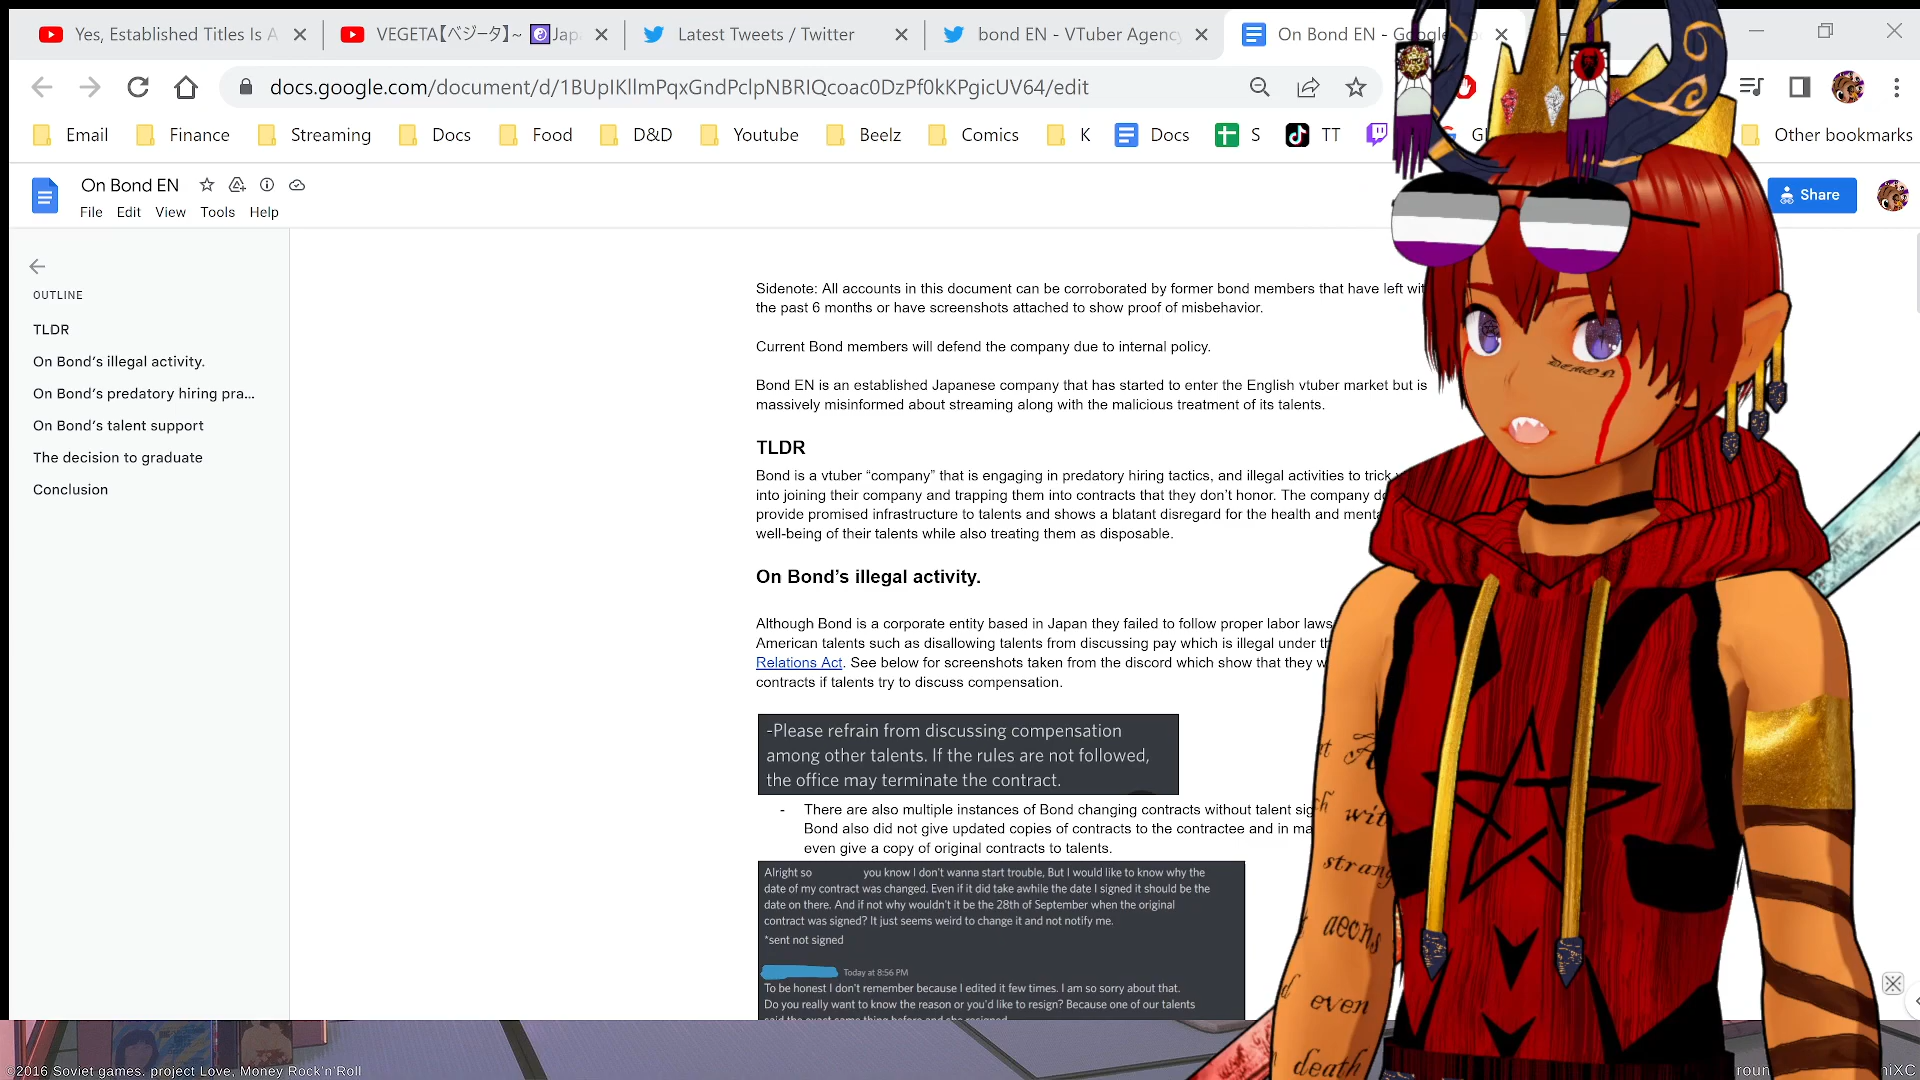 Yes, Established Titles Is A
VEGETA【ベジータ】~ Jap
Latest Tweets / Twitter
bond EN - VTuber Agency
On Bond EN - Google
docs.google.com/document/d/1BUpIKllmPqxGndPclpNBRIQcoac0DzPf0kKPgicUV64/edit
Email Finance Streaming Docs Food D&D Youtube Beelz Comics K Docs S TT Other bookmarks
On Bond EN
File Edit View Tools Help
Share
OUTLINE
TLDR
On Bond's illegal activity.
On Bond's predatory hiring pra...
On Bond's talent support
The decision to graduate
Conclusion
Sidenote: All accounts in this document can be corroborated by former bond members that have left wit
the past 6 months or have screenshots attached to show proof of misbehavior.
Current Bond members will defend the company due to internal policy.
Bond EN is an established Japanese company that has started to enter the English vtuber market but is
massively misinformed about streaming along with the malicious treatment of its talents.
TLDR
Bond is a vtuber “company” that is engaging in predatory hiring tactics, and illegal activities to trick
into joining their company and trapping them into contracts that they don’t honor. The company
provide promised infrastructure to talents and shows a blatant disregard for the health and
well-being of their talents while also treating them as disposable.
On Bond’s illegal activity.
Although Bond is a corporate entity based in Japan they failed to follow proper labor laws
American talents such as disallowing talents from discussing pay which is illegal under
Relations Act. See below for screenshots taken from the discord which show that they
contracts if talents try to discuss compensation.
-Please refrain from discussing compensation
among other talents. If the rules are not followed,
the office may terminate the contract.
- There are also multiple instances of Bond changing contracts without talent
Bond also did not give updated copies of contracts to the contractee and in
even give a copy of original contracts to talents.
Alright so you know I don't wanna start trouble, But I would like to know why the
date of my contract was changed. Even if it did take awhile the date I signed it should be the
date on there. And if not why wouldn't it be the 28th of September when the original
contract was signed? It just seems weird to change it and not notify me.
*sent not signed
Today at 8:56 PM
To be honest I don't remember because I edited it few times. I am so sorry about that.
Do you really want to know the reason or you'd like to resign? Because one of our talents
said the exact same thing before and she resigned
DEMON
with
strang
aeons
even
death
©2016 Soviet games. project Love, Money Rock'n'Roll